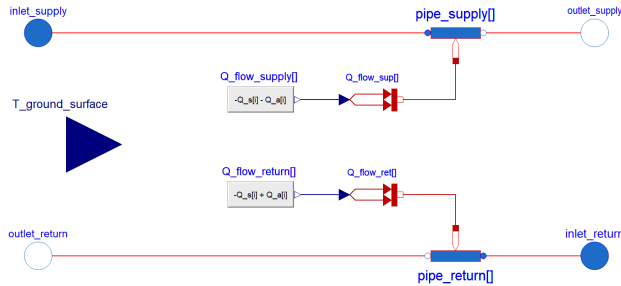 inlet_supply
pipe_supply[]
outlet_supply
Q_flow_supply[]
Q_flow_sup[]
-Q_s[i] - Q_a[i]
T_ground_surface
Q_flow_return[]
Q_flow_ret[]
-Q_s[i] + Q_a[i]
outlet_return
inlet_return
pipe_return[]